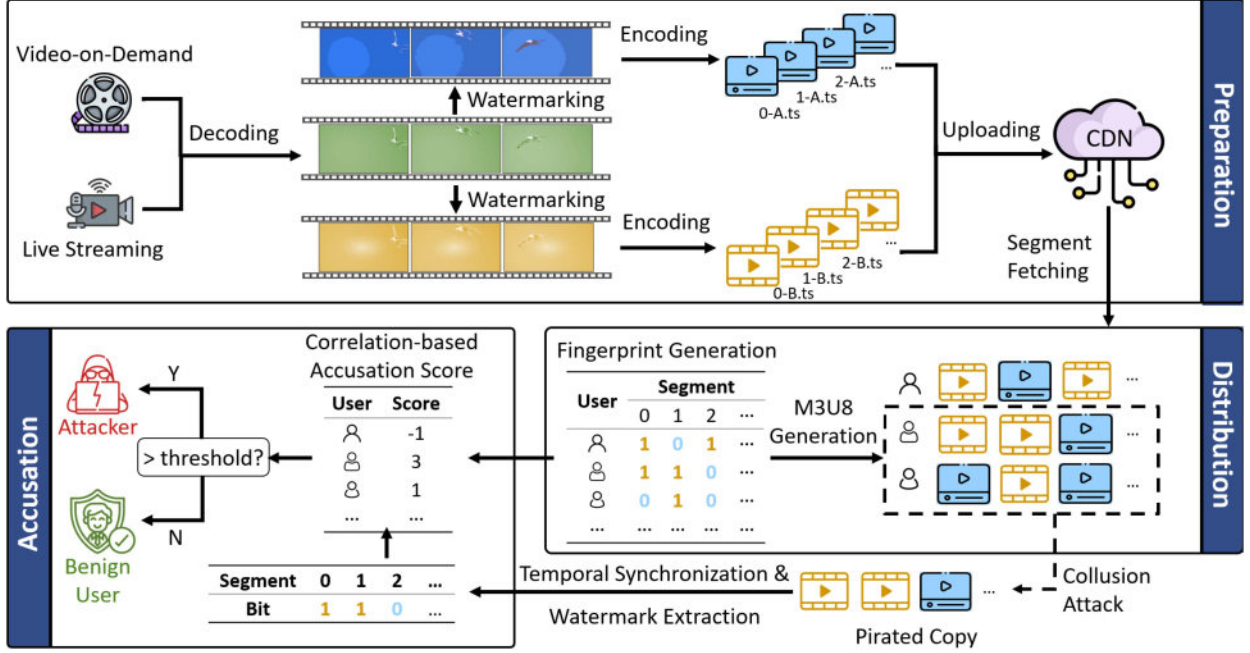 Video-on-Demand
Live Streaming
Decoding
Watermarking
Watermarking
Encoding
Encoding
0-A.ts
1-A.ts
2-A.ts
...
0-B.ts
1-B.ts
2-B.ts
...
Uploading
CDN
Segment
Fetching
Preparation
Distribution
Fingerprint Generation
Segment
User 0 1 2 ...
1 0 1 ...
1 1 0 ...
0 1 0 ...
... ... ... ... ...
M3U8
Generation
...
...
...
Collusion
Attack
...
Pirated Copy
Temporal Synchronization &
Watermark Extraction
Accusation
Correlation-based
Accusation Score
User Score
-1
3
1
... ...
> threshold?
Y
N
Attacker
Benign
User
Segment 0 1 2 ...
Bit 1 1 0 ...